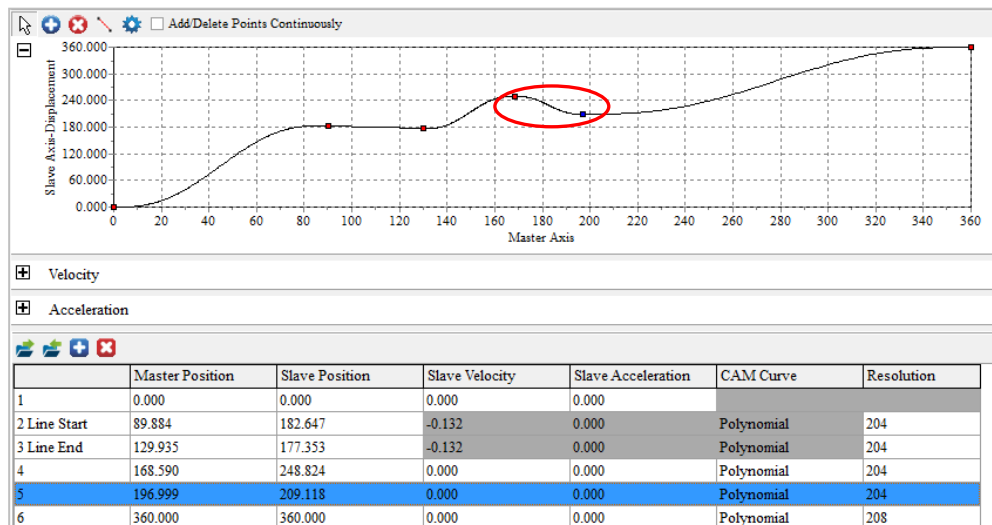 Add/Delete Points Continuously
360.000
300.000
240.000
180.000
120.000
60.000
0.000
Slave Axis-Displacement
0 20 40 60 80 100 120 140 160 180 200 220 240 260 280 300 320 340 360
Master Axis
Velocity
Acceleration
Master Position Slave Position Slave Velocity Slave Acceleration CAM Curve Resolution
1 0.000 0.000 0.000 0.000
2 Line Start 89.884 182.647 -0.132 0.000 Polynomial 204
3 Line End 129.935 177.353 -0.132 0.000 Polynomial 204
4 168.590 248.824 0.000 0.000 Polynomial 204
5 196.999 209.118 0.000 0.000 Polynomial 204
6 360.000 360.000 0.000 0.000 Polynomial 208